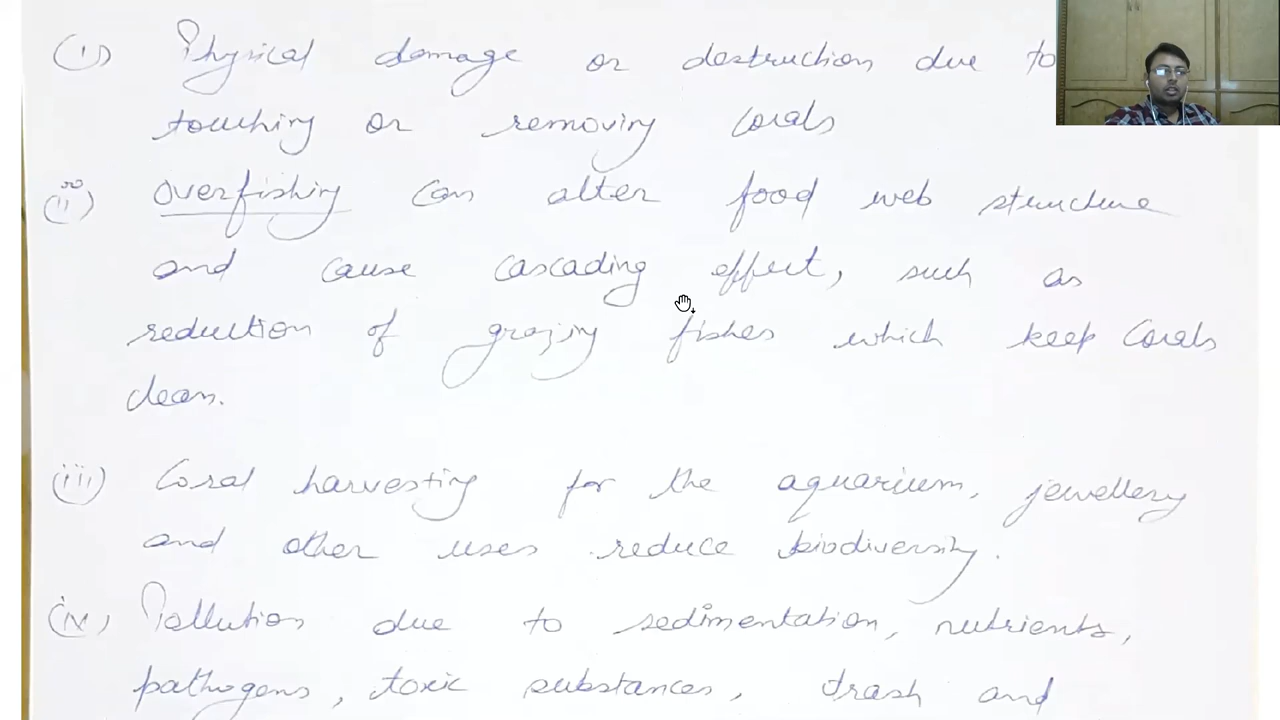 (i) Physical damage or destruction due to
touching or removing corals
(ii) overfishing can alter food web structure
and cause cascading effect, such as
reduction of grazing fishes which keep corals
clean.
(iii) Coral harvesting for the aquarium, jewellery
and other uses reduce biodiversity.
(iv) Pollution due to sedimentation, nutrients,
pathogens, toxic substances, trash and